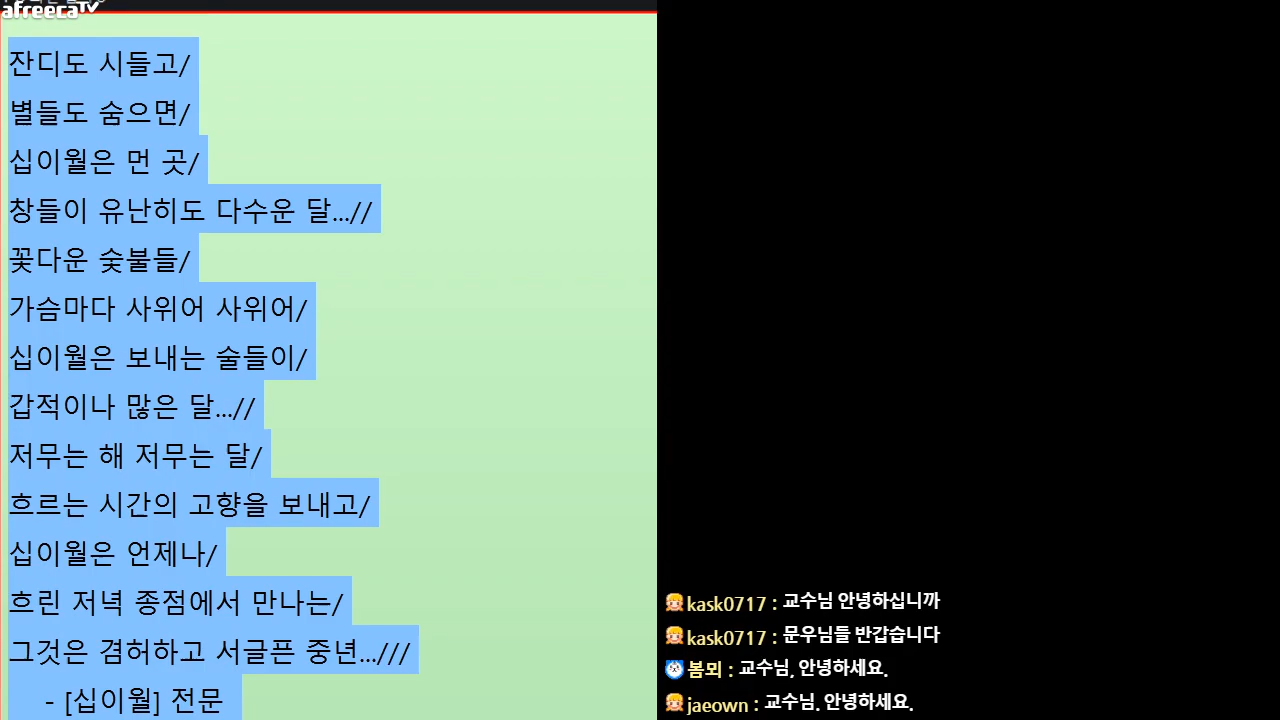 afreecaTV
잔디도 시들고/
별들도 숨으면/
십이월은 먼 곳/
창들이 유난히도 다수운 달...//
꽃다운 숯불들/
가슴마다 사위어 사위어/
십이월은 보내는 술들이/
갑적이나 많은 달...//
저무는 해 저무는 달/
흐르는 시간의 고향을 보내고/
십이월은 언제나/
흐린 저녁 종점에서 만나는/
그것은 겸허하고 서글픈 중년...///
- [십이월] 전문
kask0717 : 교수님 안녕하십니까
kask0717 : 문우님들 반갑습니다
봄뫼 : 교수님, 안녕하세요.
jaeown : 교수님. 안녕하세요.